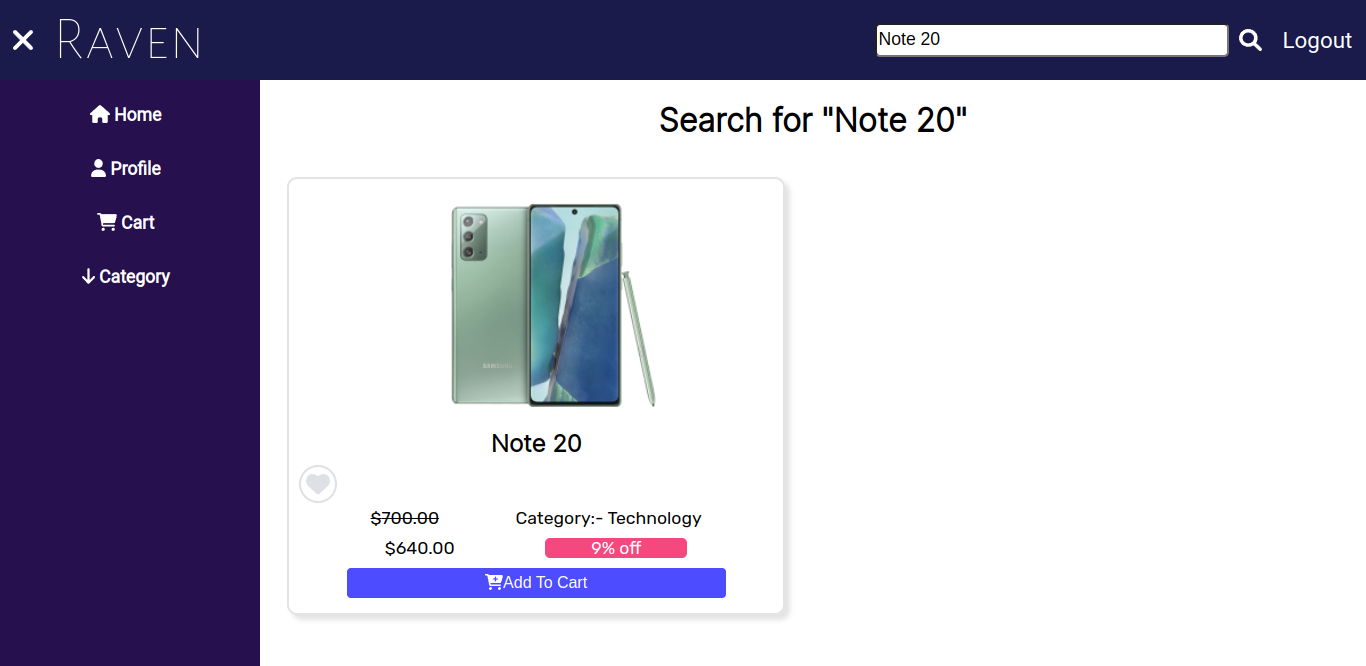 RAVEN
Note 20
Logout
Home
Profile
Cart
Category
Search for "Note 20"
SAMSUNG
Note 20
$700.00
Category:- Technology
$640.00
9% off
Add To Cart